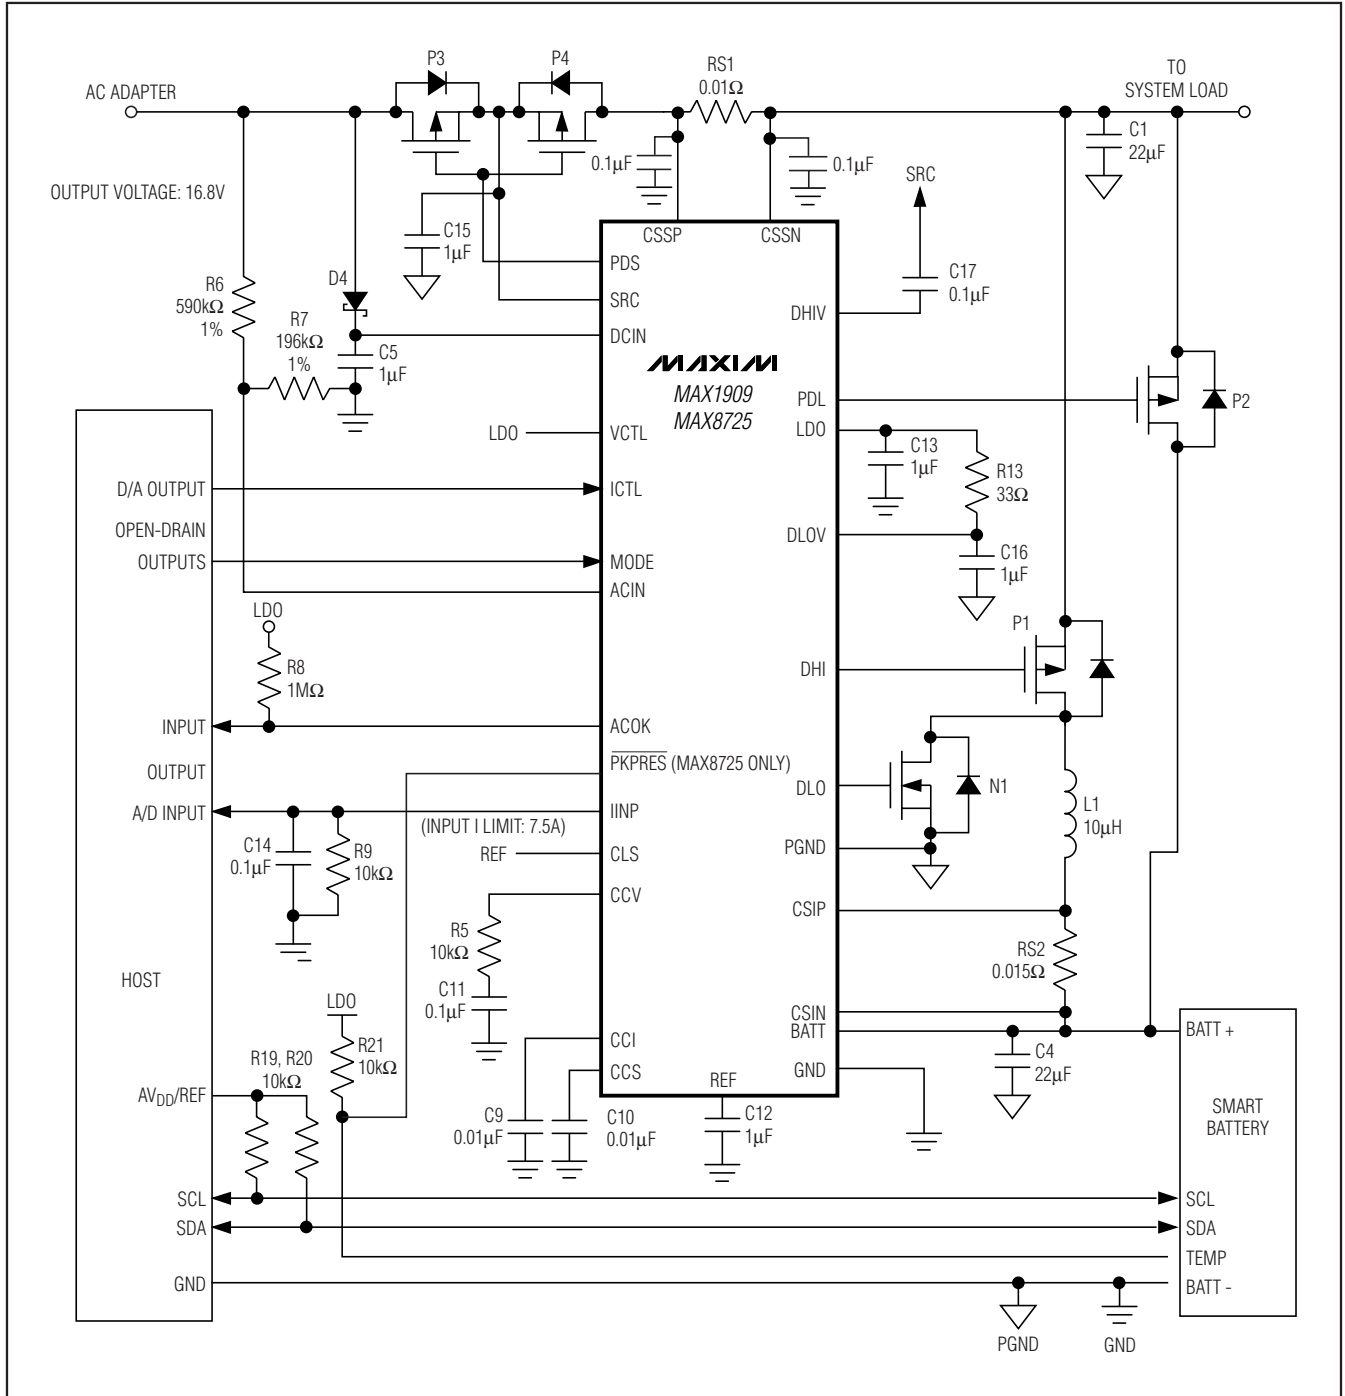 P3
P4
RS1
0.01Ω
TO
SYSTEM LOAD
AC ADAPTER
C1
22µF
0.1µF
0.1µF
SRC
OUTPUT VOLTAGE: 16.8V
C15
1µF
CSSP
CSSN
PDS
C17
0.1µF
R6
590kΩ
1%
D4
SRC
DHIV
R7
196kΩ
1%
DCIN
C5
1µF
MAXIM
MAX1909
MAX8725
PDL
P2
LDO
VCTL
LDO
C13
1µF
R13
33Ω
D/A OUTPUT
ICTL
OPEN-DRAIN
OUTPUTS
DLOV
MODE
C16
1µF
ACIN
LDO
P1
R8
1MΩ
DHI
INPUT
ACOK
PKPRES (MAX8725 ONLY)
OUTPUT
DLO
N1
A/D INPUT
IINP
L1
10µH
(INPUT I LIMIT: 7.5A)
C14
0.1µF
R9
10kΩ
REF
CLS
PGND
CCV
CSIP
R5
10kΩ
RS2
0.015Ω
HOST
C11
0.1µF
LDO
CSIN
BATT
BATT +
R19, R20
10kΩ
R21
10kΩ
CCI
C4
22µF
CCS
REF
GND
AVDD/REF
C9
0.01µF
C10
0.01µF
C12
1µF
SMART
BATTERY
SCL
SCL
SDA
SDA
TEMP
GND
BATT -
PGND
GND